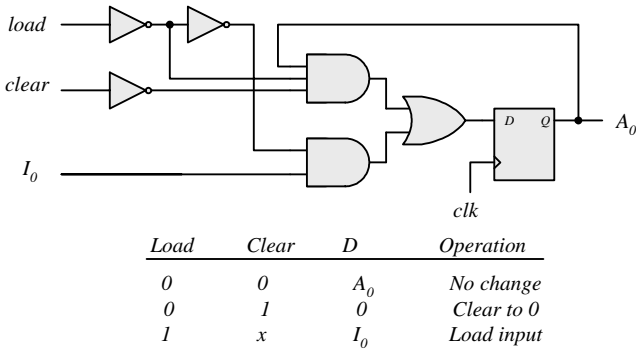 load
clear
I0
D Q
A0
clk
Load Clear D Operation
0 0 A0 No change
0 1 0 Clear to 0
1 x I0 Load input